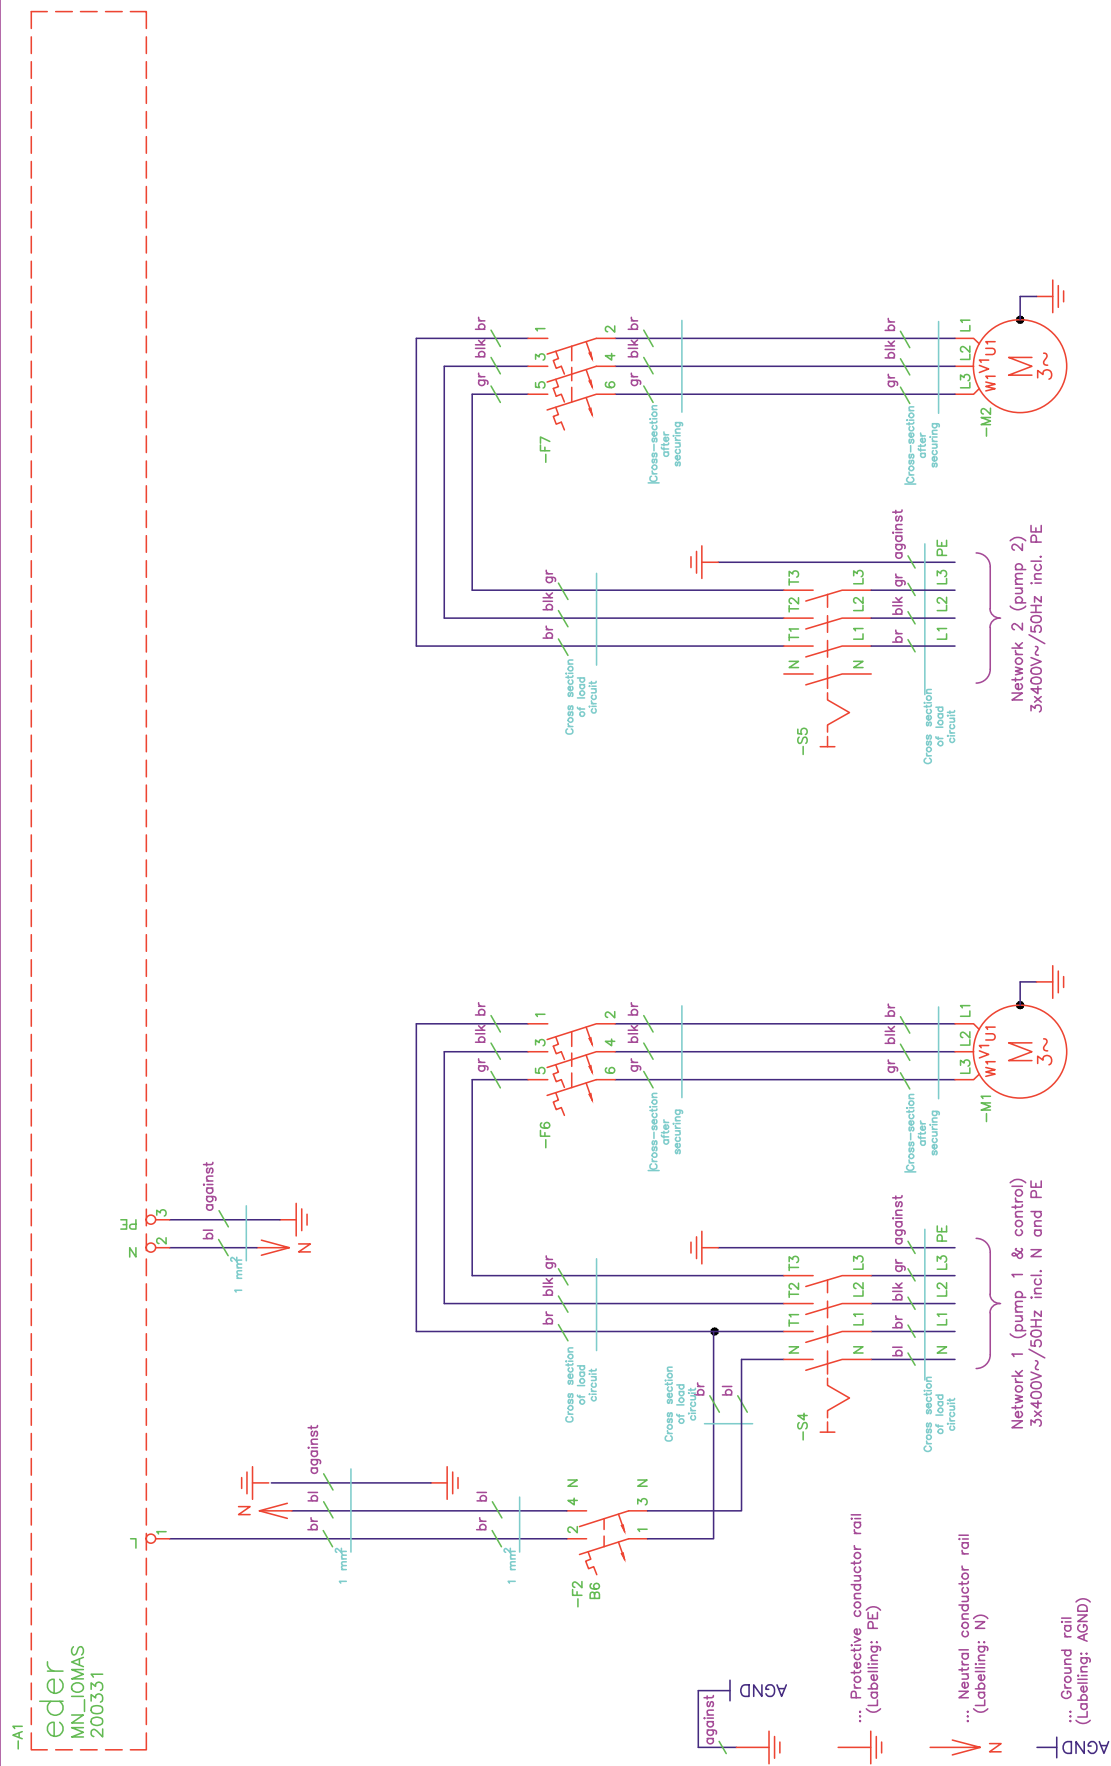 -A1
eder
MN_IOMAS
200331
L
1
N
2
PE
3
N
br
bl
against
1 mm²
bl
against
1 mm²
N
br
bl
1 mm²
-F2
B6
2
4
N
1
3
N
Cross section
of load
circuit
br
bl
br
blk
gr
Cross section
of load
circuit
-S4
N
T1
T2
T3
N
L1
L2
L3
bl
br
blk
gr
against
N
L1
L2
L3
PE
Cross section
of load
circuit
Network 1 (pump 1 & control)
3x400V~/50Hz incl. N and PE
gr
blk
br
-F6
5
3
1
6
4
2
gr
blk
br
Cross-section
after
securing
gr
blk
br
Cross-section
after
securing
L3
L2
L1
W1
V1
U1
-M1
M
3~
br
blk
gr
Cross section
of load
circuit
-S5
N
T1
T2
T3
N
L1
L2
L3
br
blk
gr
against
L1
L2
L3
PE
Cross section
of load
circuit
Network 2 (pump 2)
3x400V~/50Hz incl. PE
gr
blk
br
-F7
5
3
1
6
4
2
gr
blk
br
Cross-section
after
securing
gr
blk
br
Cross-section
after
securing
L3
L2
L1
W1
V1
U1
-M2
M
3~
against
AGND
... Protective conductor rail
(Labelling: PE)
N
... Neutral conductor rail
(Labelling: N)
AGND
... Ground rail
(Labelling: AGND)